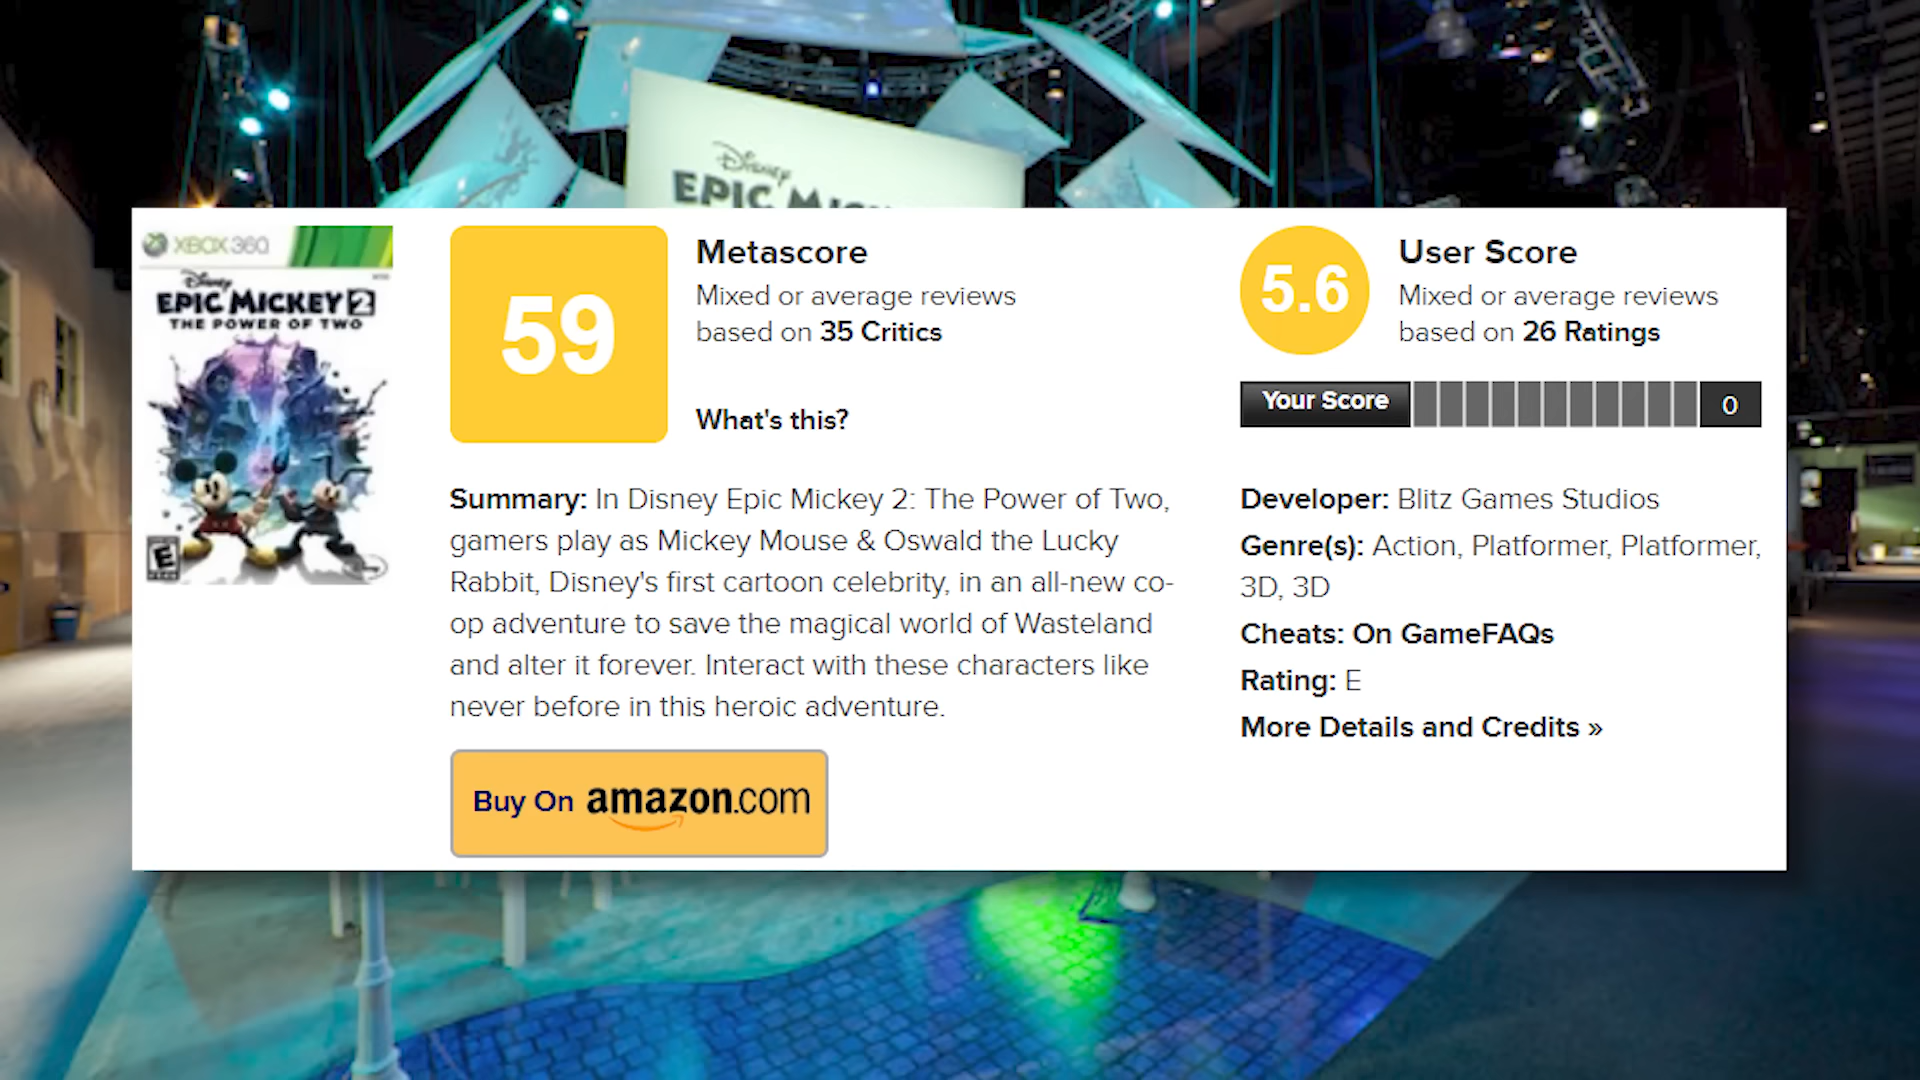 Disney
EPIC
XBOX 360
Disney
EPIC MICKEY 2
THE POWER OF TWO
E
59
Metascore
Mixed or average reviews
based on 35 Critics
What's this?
5.6
User Score
Mixed or average reviews
based on 26 Ratings
Your Score
0
Summary: In Disney Epic Mickey 2: The Power of Two,
gamers play as Mickey Mouse & Oswald the Lucky
Rabbit, Disney's first cartoon celebrity, in an all-new co-
op adventure to save the magical world of Wasteland
and alter it forever. Interact with these characters like
never before in this heroic adventure.
Buy On amazon.com
Developer: Blitz Games Studios
Genre(s): Action, Platformer, Platformer,
3D, 3D
Cheats: On GameFAQs
Rating: E
More Details and Credits »